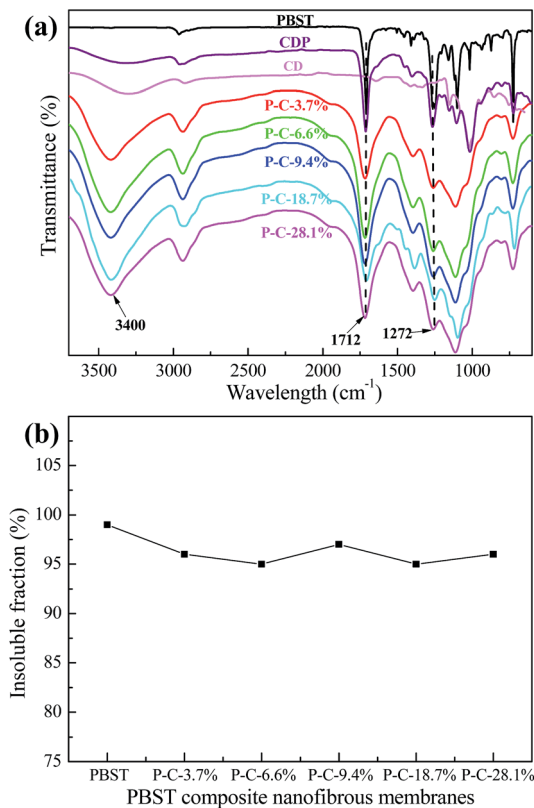 (a)
PBST
CDP
CD
P-C-3.7%
P-C-6.6%
P-C-9.4%
P-C-18.7%
P-C-28.1%
3400
1712
1272
Transmittance (%)
3500 3000 2500 2000 1500 1000
Wavelength (cm⁻¹)
(b)
105
100
95
90
85
80
75
Insoluble fraction (%)
PBST P-C-3.7% P-C-6.6% P-C-9.4% P-C-18.7% P-C-28.1%
PBST composite nanofibrous membranes